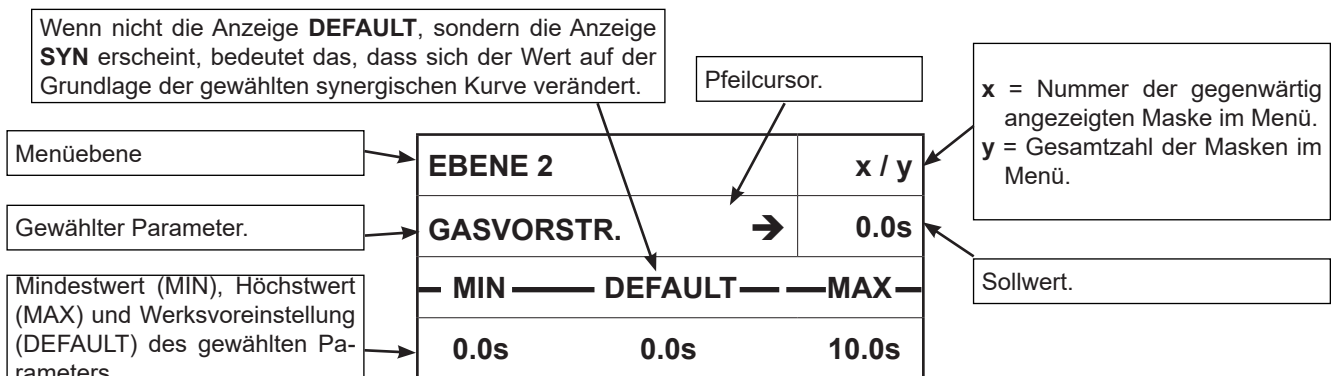 Wenn nicht die Anzeige DEFAULT, sondern die Anzeige
SYN erscheint, bedeutet das, dass sich der Wert auf der
Grundlage der gewählten synergischen Kurve verändert.
Pfeilcursor.
x = Nummer der gegenwärtig
angezeigten Maske im Menü.
y = Gesamtzahl der Masken im
Menü.
Menüebene
EBENE 2 x / y
Gewählter Parameter.
GASVORSTR. ➔ 0.0s
Sollwert.
Mindestwert (MIN), Höchstwert
(MAX) und Werksvoreinstellung
(DEFAULT) des gewählten Pa-
rameters
MIN DEFAULT MAX
0.0s 0.0s 10.0s